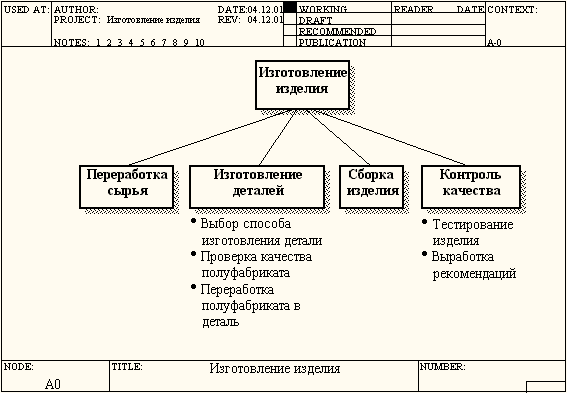 USED AT: AUTHOR: DATE:04.12.01 WORKING READER DATE CONTEXT:
PROJECT: Изготовление изделия REV: 04.12.01 DRAFT
RECOMMENDED
NOTES: 1 2 3 4 5 6 7 8 9 10 PUBLICATION A-0
Изготовление
изделия
Переработка
сырья
Изготовление
деталей
• Выбор способа
изготовления детали
• Проверка качества
полуфабриката
• Переработка
полуфабриката в
деталь
Сборка
изделия
Контроль
качества
• Тестирование
изделия
• Выработка
рекомендаций
NODE: TITLE: Изготовление изделия NUMBER:
A0